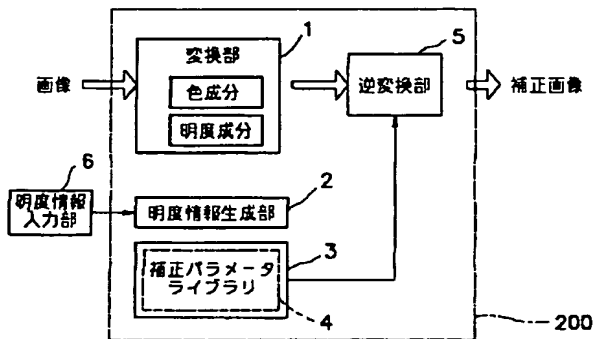 1
変換部
5
画像
色成分
明度成分
逆変換部
補正画像
6
明度情報
入力部
2
明度情報生成部
3
補正パラメータ
ライブラリ
4
200